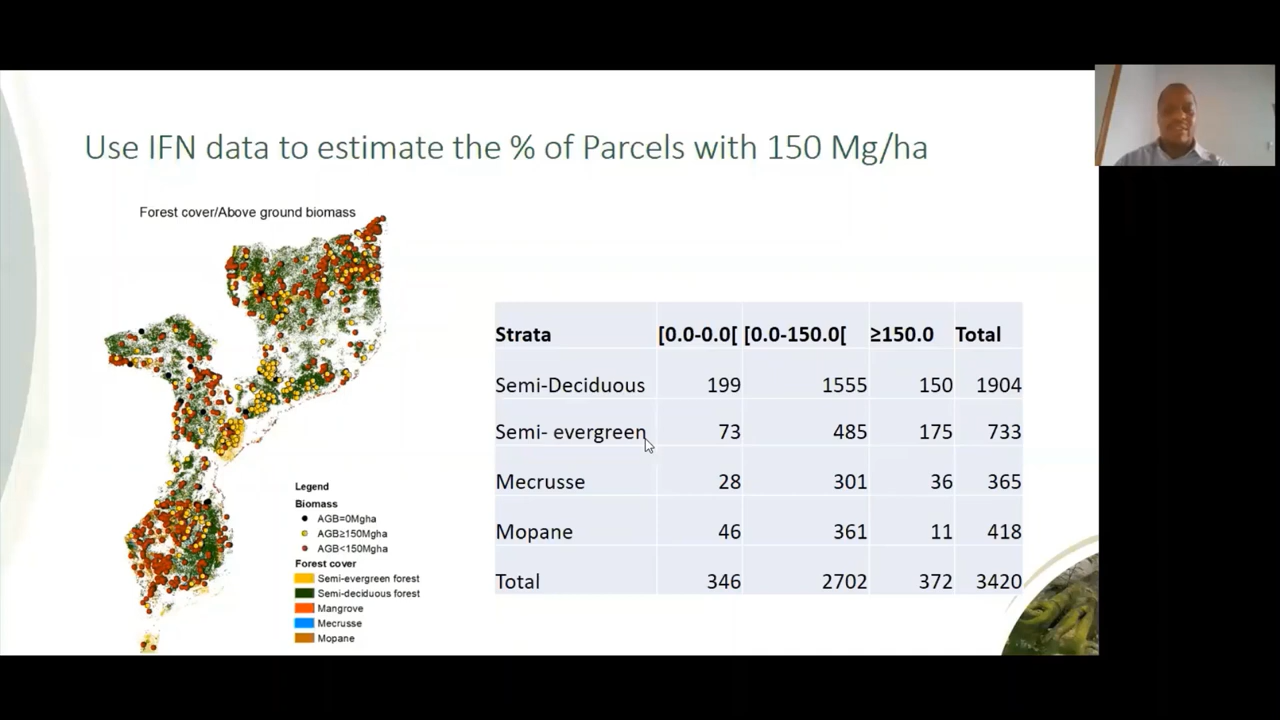 Use IFN data to estimate the % of Parcels with 150 Mg/ha
Forest cover/Above ground biomass
Legend
Biomass
AGB=0Mgha
AGB≥150Mgha
AGB<150Mgha
Forest cover
Semi-evergreen forest
Semi-deciduous forest
Mangrove
Mecrusse
Mopane
Strata [0.0-0.0[ [0.0-150.0[ ≥150.0 Total
Semi-Deciduous 199 1555 150 1904
Semi- evergreen 73 485 175 733
Mecrusse 28 301 36 365
Mopane 46 361 11 418
Total 346 2702 372 3420